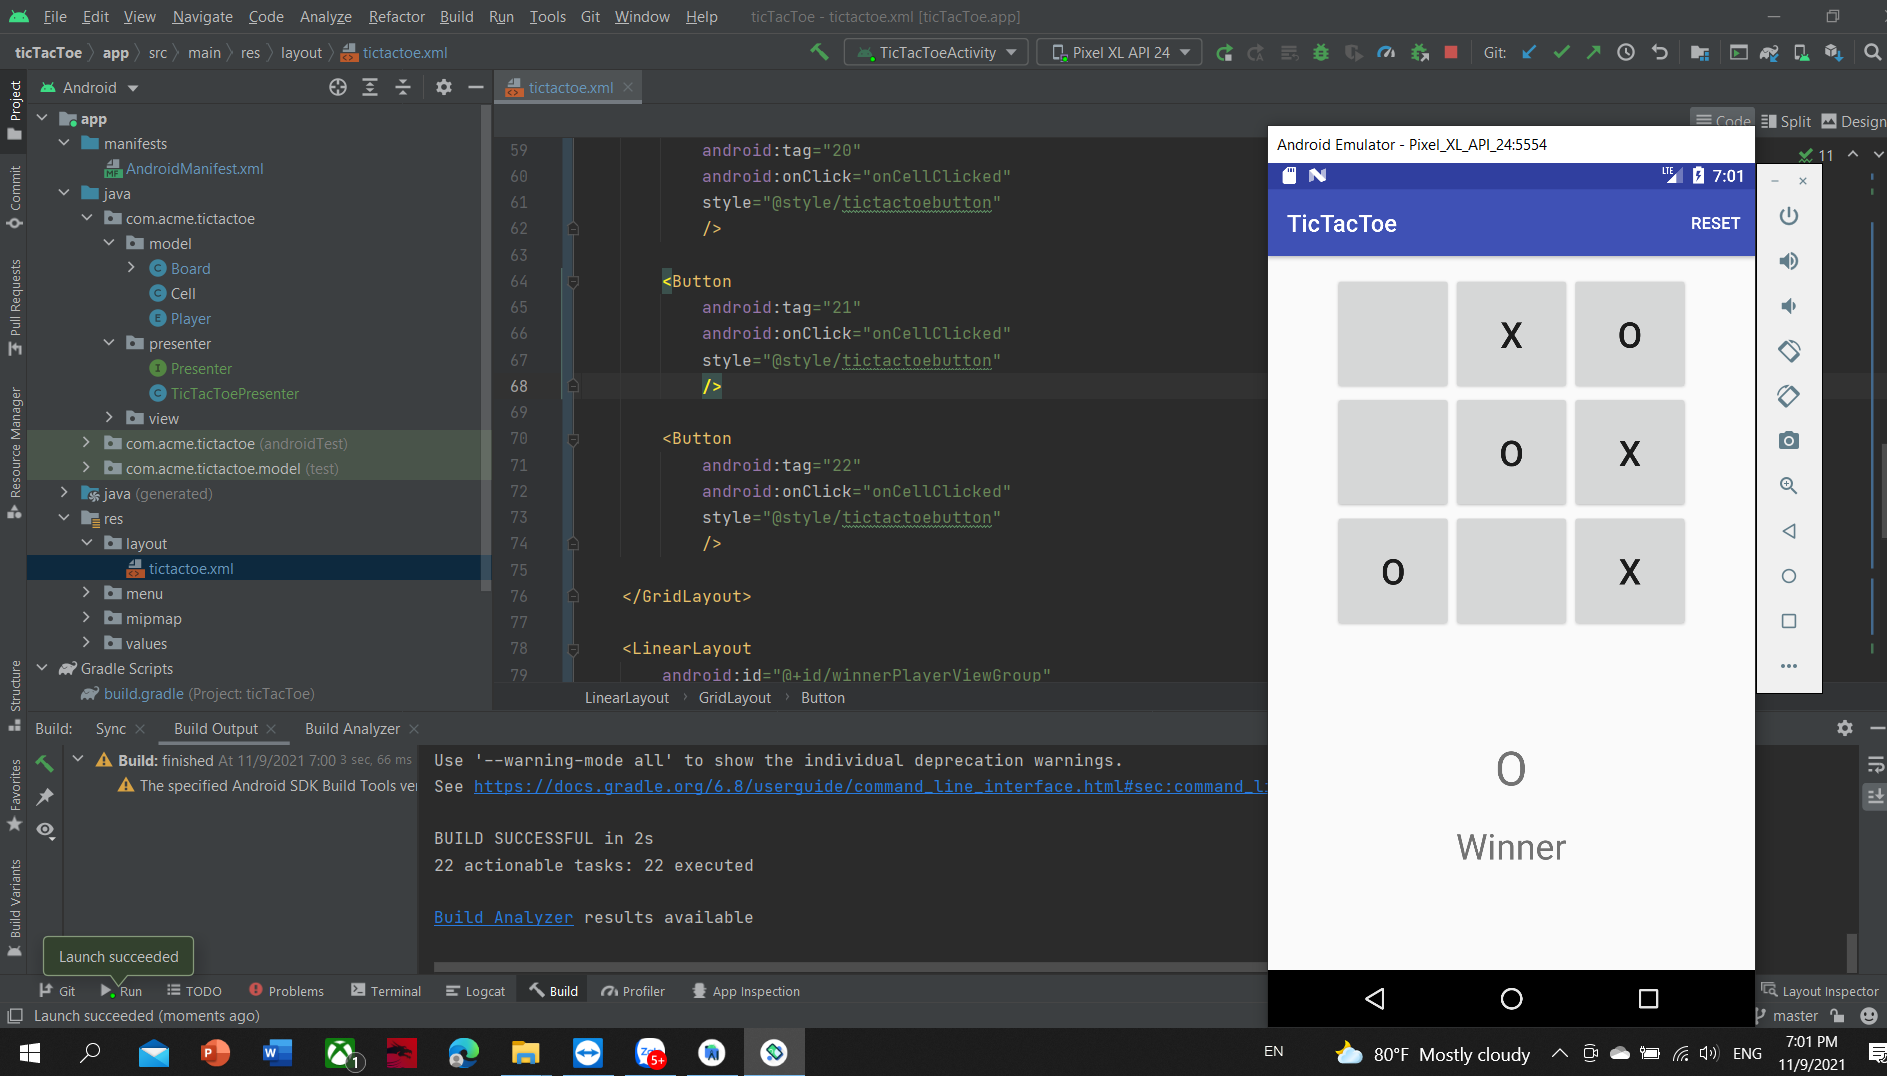 File Edit View Navigate Code Analyze Refactor Build Run Tools Git Window Help ticTacToe - tictactoe.xml [ticTacToe.app]
ticTacToe app src main res layout tictactoe.xml TicTacToeActivity Pixel XL API 24 Git:
Android
tictactoe.xml
Code Split Design
Project
Commit
Pull Requests
Resource Manager
Structure
Favorites
Build Variants
app
manifests
AndroidManifest.xml
java
com.acme.tictactoe
model
Board
Cell
Player
presenter
Presenter
TicTacToePresenter
view
com.acme.tictactoe (androidTest)
com.acme.tictactoe.model (test)
java (generated)
res
layout
tictactoe.xml
menu
mipmap
values
Gradle Scripts
build.gradle (Project: ticTacToe)
11
59 android:tag="20"
60 android:onClick="onCellClicked"
61 style="@style/tictactoebutton"
62 />
63
64 <Button
65 android:tag="21"
66 android:onClick="onCellClicked"
67 style="@style/tictactoebutton"
68 />
69
70 <Button
71 android:tag="22"
72 android:onClick="onCellClicked"
73 style="@style/tictactoebutton"
74 />
75
76 </GridLayout>
77
78 <LinearLayout
79 android:id="@+id/winnerPlayerViewGroup"
LinearLayout GridLayout Button
Android Emulator - Pixel_XL_API_24:5554
LTE 7:01
TicTacToe RESET
X O
O X
O X
O
Winner
Build: Sync Build Output Build Analyzer
Build: finished At 11/9/2021 7:00 3 sec, 66 ms
The specified Android SDK Build Tools ver
Use '--warning-mode all' to show the individual deprecation warnings.
See https://docs.gradle.org/6.8/userguide/command_line_interface.html#sec:command_li
BUILD SUCCESSFUL in 2s
22 actionable tasks: 22 executed
Build Analyzer results available
Launch succeeded
Git Run TODO Problems Terminal Logcat Build Profiler App Inspection Layout Inspector
Launch succeeded (moments ago) master
1
5+
EN
80°F Mostly cloudy
ENG
7:01 PM
11/9/2021